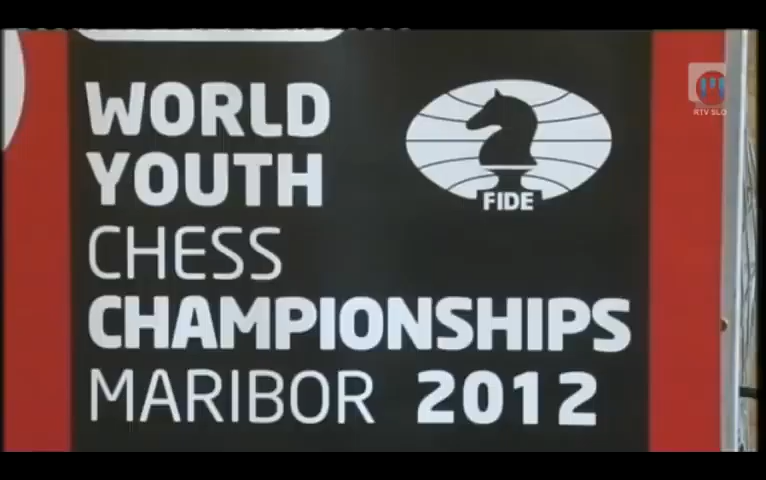 WORLD
YOUTH
CHESS
CHAMPIONSHIPS
MARIBOR 2012
FIDE
RTV SLO